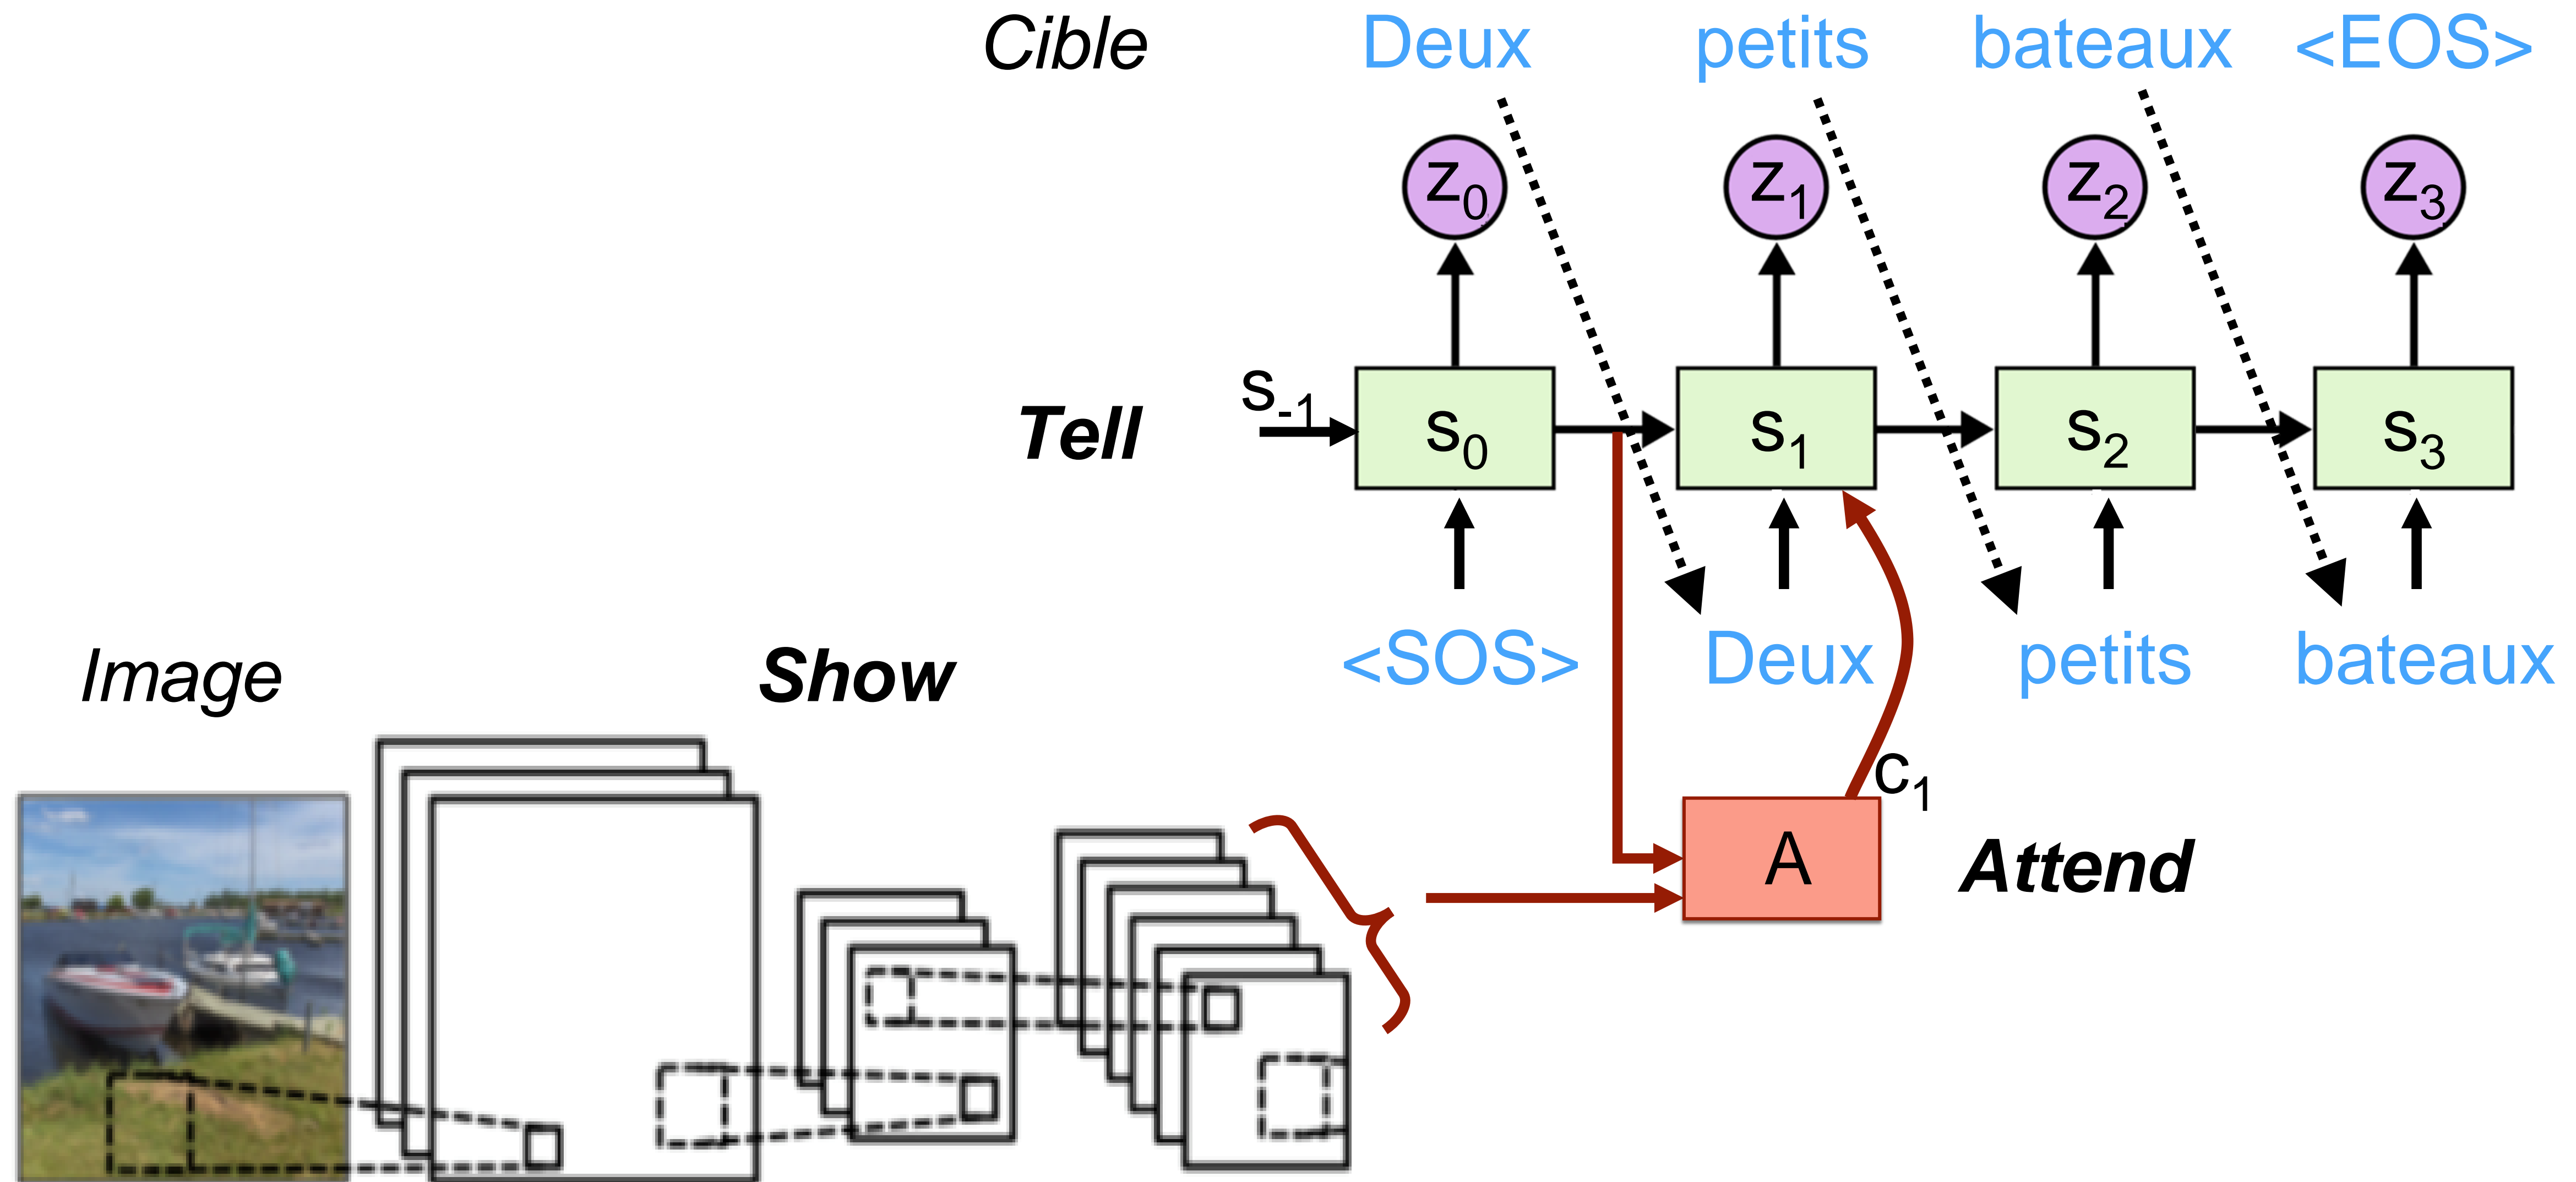 Cible Deux petits bateaux <EOS>
z0 z1 z2 z3
s-1
Tell s0 s1 s2 s3
<SOS> Deux petits bateaux
Image Show
c1
A Attend